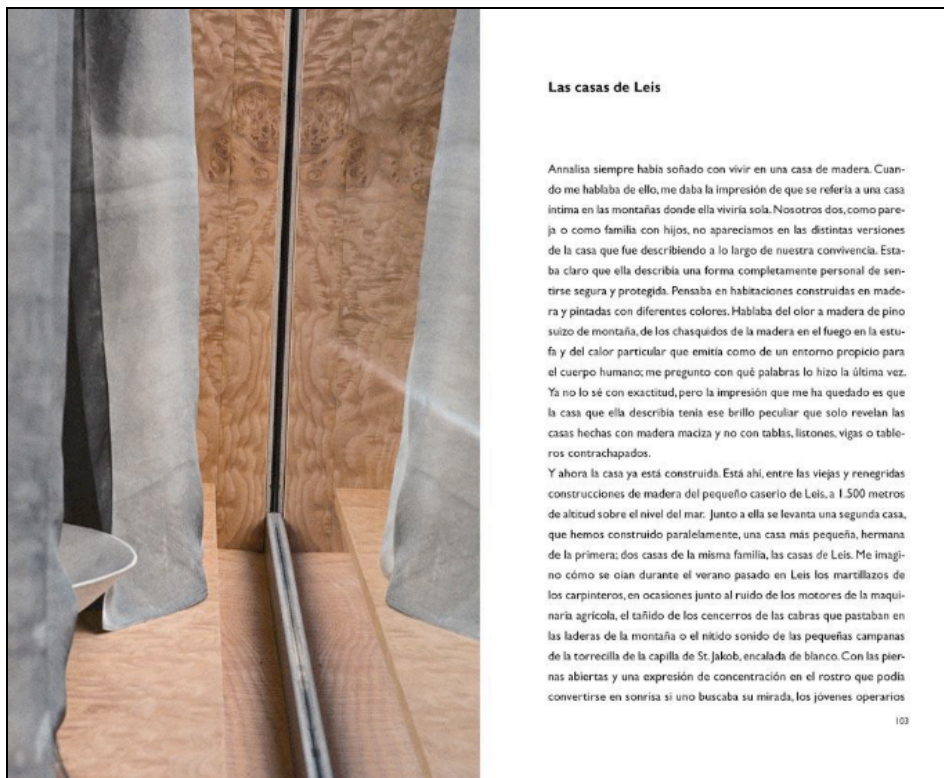 Las casas de Leis
Annalisa siempre había soñado con vivir en una casa de madera. Cuan-
do me hablaba de ello, me daba la impresión de que se refería a una casa
íntima en las montañas donde ella viviría sola. Nosotros dos, como pare-
ja o como familia con hijos, no aparecíamos en las distintas versiones
de la casa que fue describiendo a lo largo de nuestra convivencia. Esta-
ba claro que ella describía una forma completamente personal de sen-
tirse segura y protegida. Pensaba en habitaciones construidas en made-
ra y pintadas con diferentes colores. Hablaba del olor a madera de pino
suizo de montaña, de los chasquidos de la madera en el fuego en la estu-
fa y del calor particular que emitía como de un entorno propicio para
el cuerpo humano; me pregunto con qué palabras lo hizo la última vez.
Ya no lo sé con exactitud, pero la impresión que me ha quedado es que
la casa que ella describía tenía ese brillo peculiar que solo revelan las
casas hechas con madera maciza y no con tablas, listones, vigas o table-
ros contrachapados.
Y ahora la casa ya está construida. Está ahí, entre las viejas y renegridas
construcciones de madera del pequeño caserío de Leis, a 1.500 metros
de altitud sobre el nivel del mar. Junto a ella se levanta una segunda casa,
que hemos construido paralelamente, una casa más pequeña, hermana
de la primera; dos casas de la misma familia, las casas de Leis. Me imagi-
no cómo se oían durante el verano pasado en Leis los martillazos de
los carpinteros, en ocasiones junto al ruido de los motores de la maqui-
naria agrícola, el tañido de los cencerros de las cabras que pastaban en
las laderas de la montaña o el nítido sonido de las pequeñas campanas
de la torrecilla de la capilla de St. Jakob, encalada de blanco. Con las pier-
nas abiertas y una expresión de concentración en el rostro que podía
convertirse en sonrisa si uno buscaba su mirada, los jóvenes operarios
103